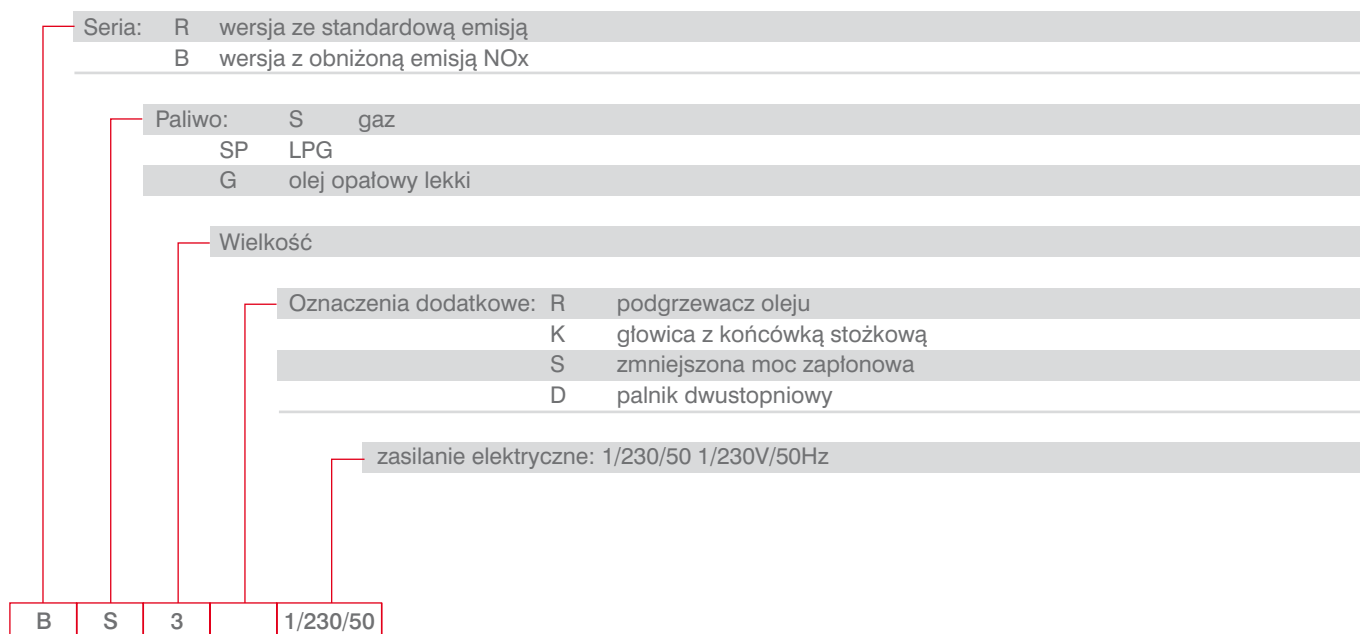 Seria: R wersja ze standardową emisją
B wersja z obniżoną emisją NOx
Paliwo: S gaz
SP LPG
G olej opałowy lekki
Wielkość
Oznaczenia dodatkowe: R podgrzewacz oleju
K głowica z końcówką stożkową
S zmniejszona moc zapłonowa
D palnik dwustopniowy
zasilanie elektryczne: 1/230/50 1/230V/50Hz
B S 3 1/230/50